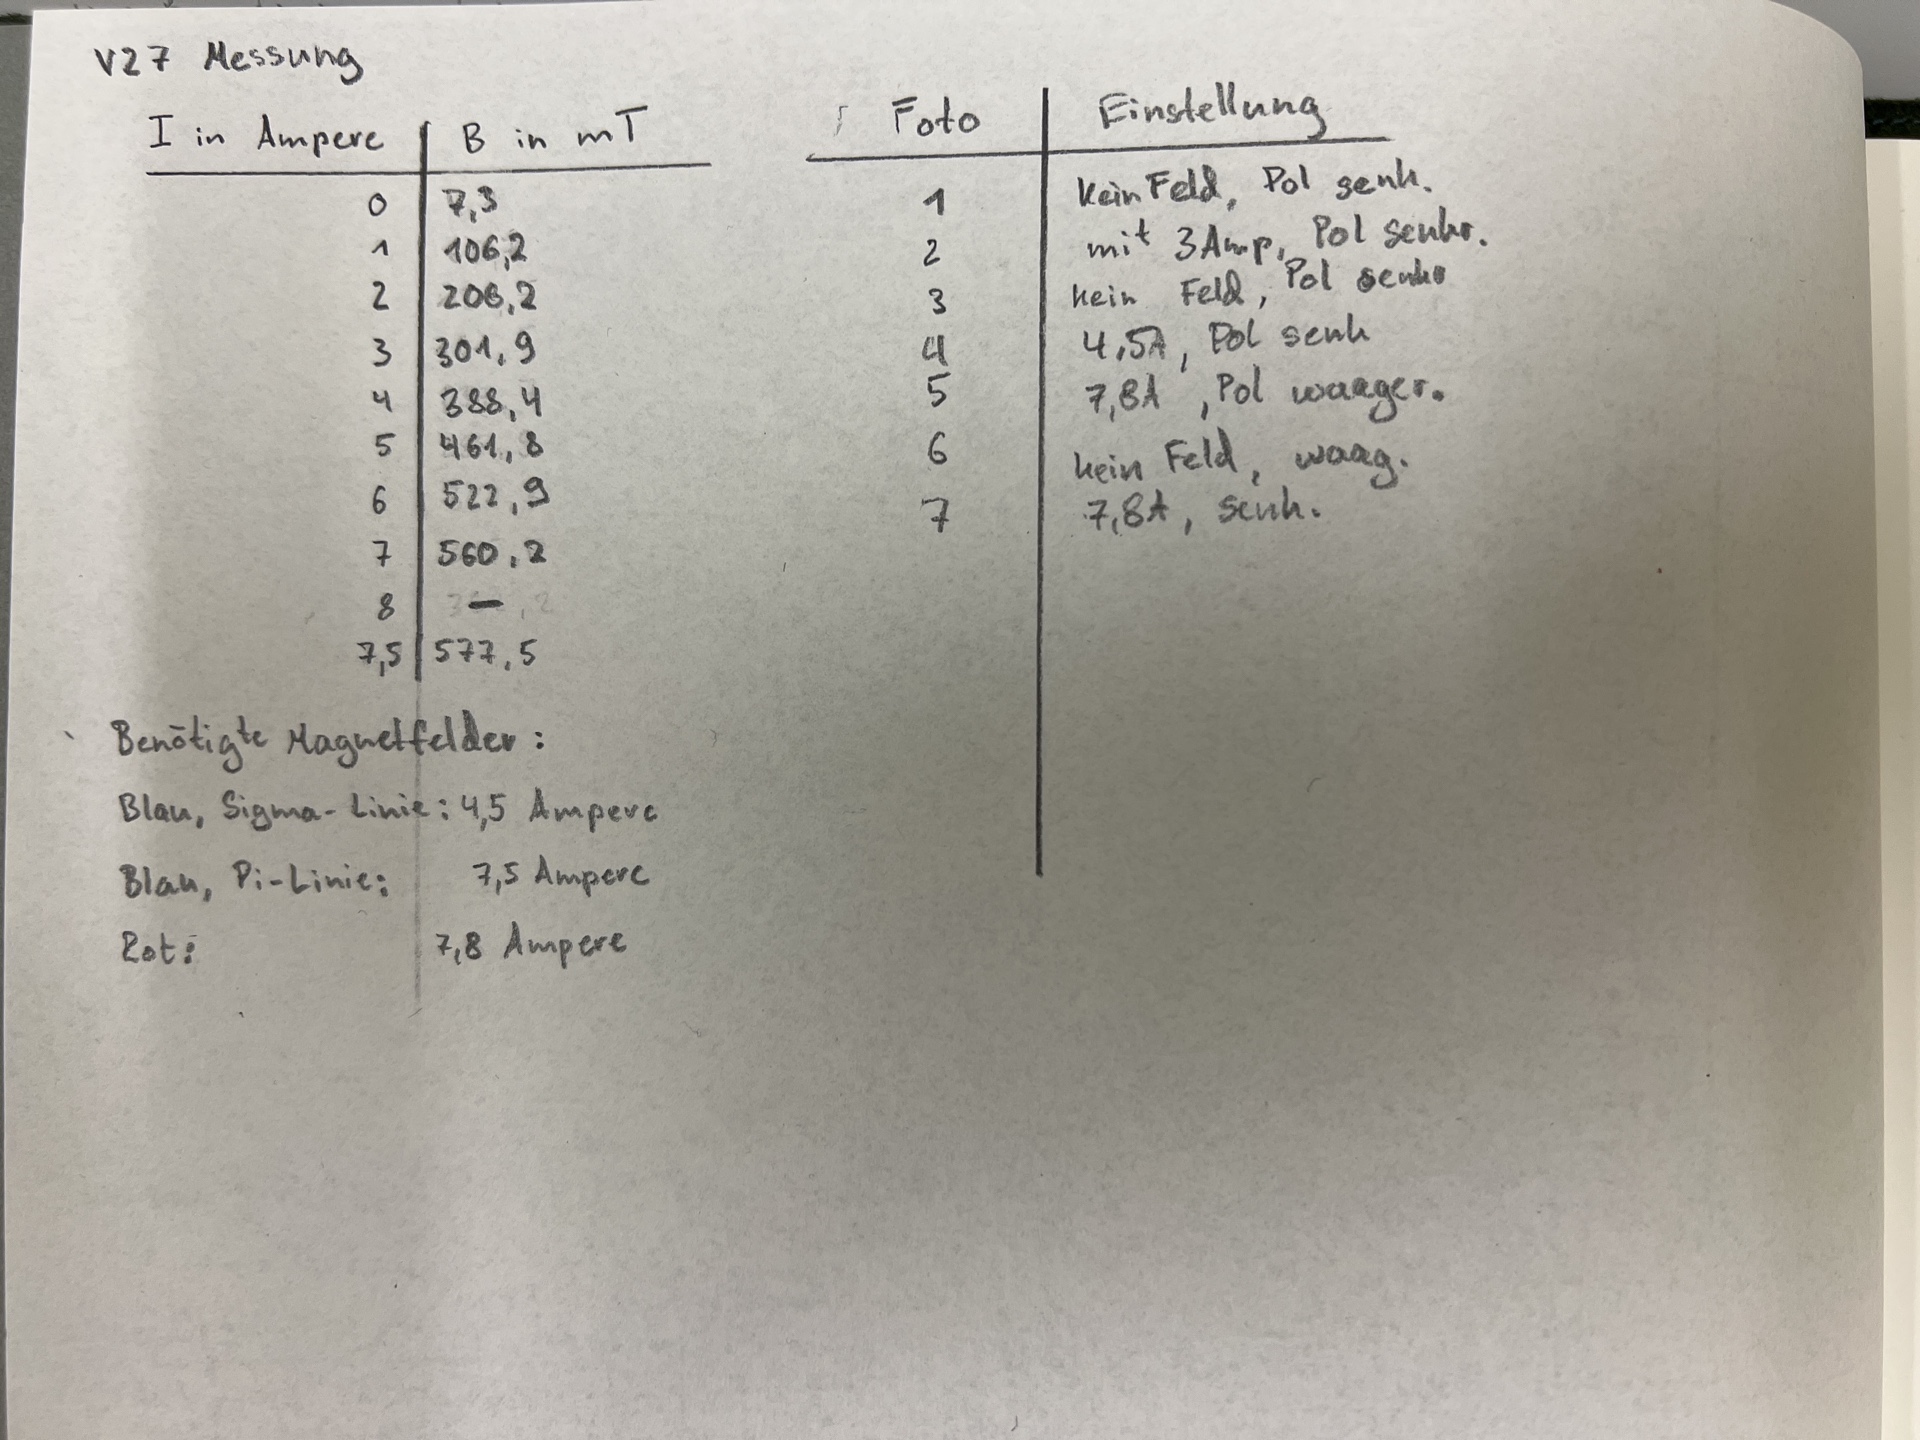 V27 Messung
I in Ampere B in mT
0 7,3
1 106,2
2 206,2
3 301,9
4 388,4
5 461,8
6 522,9
7 560,2
8 —
7,5 577,5
Benötigte Magnetfelder:
Blau, Sigma-Linie: 4,5 Ampere
Blau, Pi-Linie: 7,5 Ampere
Rot: 7,8 Ampere
Foto Einstellung
1 kein Feld, Pol senk.
2 mit 3 Amp, Pol senkr.
3 kein Feld, Pol senkr
4 4,5A, Pol senk
5 7,8A, Pol waager.
6 kein Feld, waag.
7 7,8A, senk.